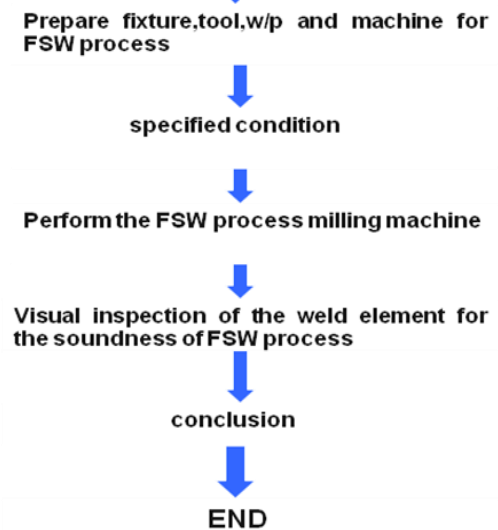 Prepare fixture,tool,w/p and machine for
FSW process
specified condition
Perform the FSW process milling machine
Visual inspection of the weld element for
the soundness of FSW process
conclusion
END